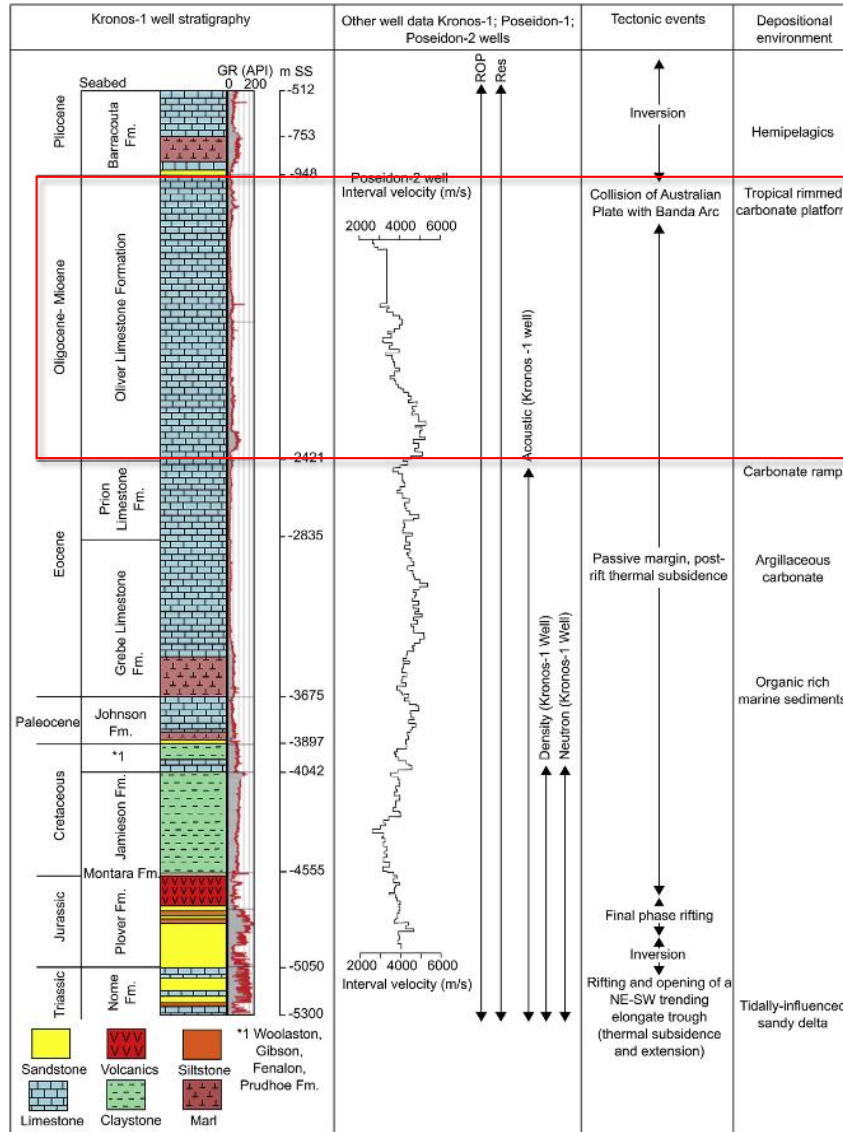 Kronos-1 well stratigraphy
Other well data Kronos-1; Poseidon-1;
Poseidon-2 wells
Tectonic events
Depositional
environment
GR (API)
m SS
Seabed
0
200
-512
-753
-948
-2421
-2835
-3675
-3897
-4042
-4555
-5050
-5300
Pliocene
Barracouta
Fm.
Oligocene- Miocene
Oliver Limestone Formation
Eocene
Prion
Limestone
Fm.
Grebe Limestone
Fm.
Paleocene
Johnson
Fm.
*1
Cretaceous
Jamieson Fm.
Montara Fm.
Jurassic
Plover Fm.
Triassic
Nome
Fm.
Poseidon-2 well
Interval velocity (m/s)
2000
4000
6000
2000
4000
6000
Interval velocity (m/s)
ROP
Res
Acoustic (Kronos -1 well)
Density (Kronos-1 Well)
Neutron (Kronos-1 Well)
Inversion
Collision of Australian
Plate with Banda Arc
Passive margin, post-
rift thermal subsidence
Final phase rifting
Inversion
Rifting and opening of a
NE-SW trending
elongate trough
(thermal subsidence
and extension)
Hemipelagics
Tropical rimmed
carbonate platform
Carbonate ramp
Argillaceous
carbonate
Organic rich
marine sediments
Tidally-influenced
sandy delta
Sandstone
Volcanics
Siltstone
Limestone
Claystone
Marl
*1 Woolaston,
Gibson,
Fenalon,
Prudhoe Fm.